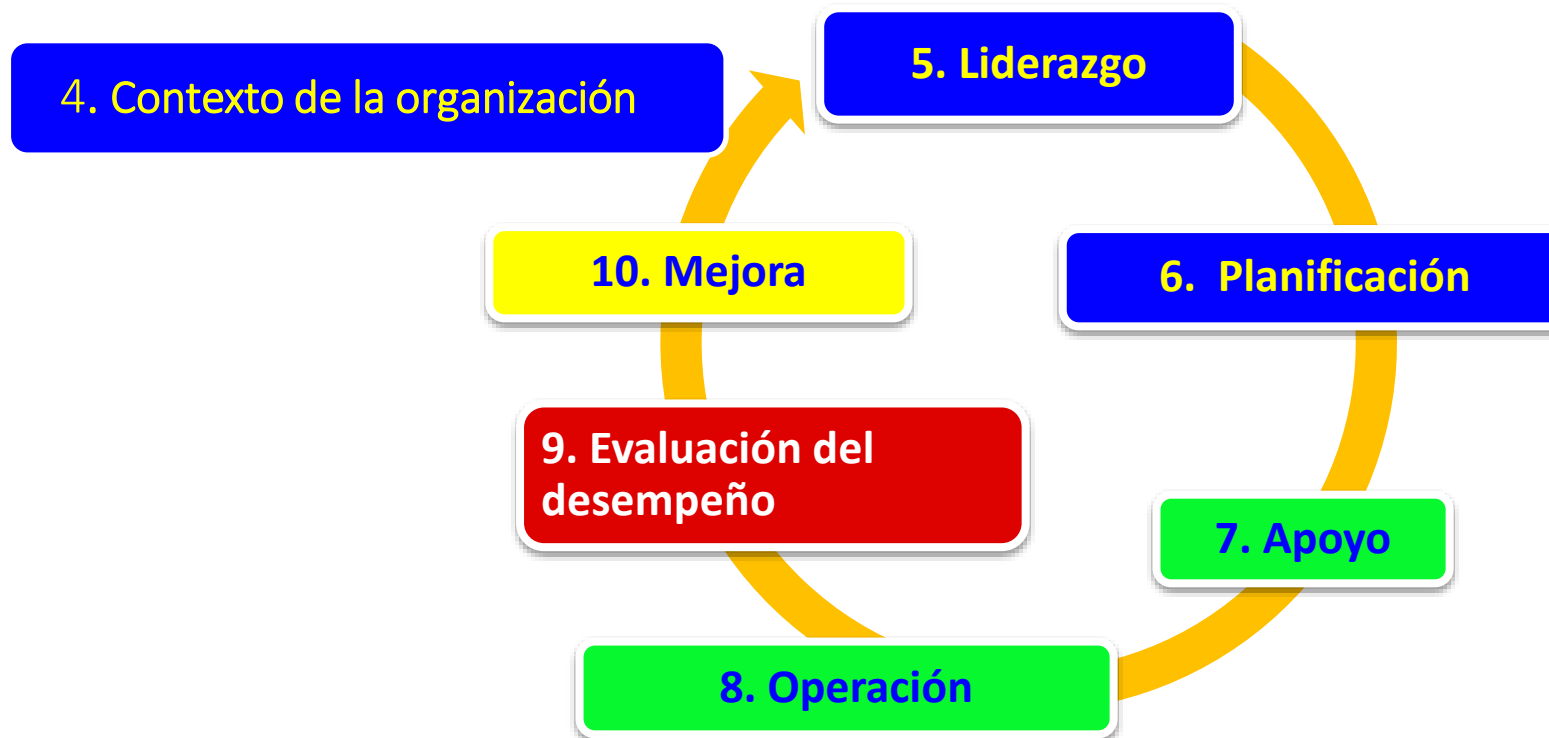 4. Contexto de la organización
5. Liderazgo
6. Planificación
7. Apoyo
8. Operación
9. Evaluación del
desempeño
10. Mejora